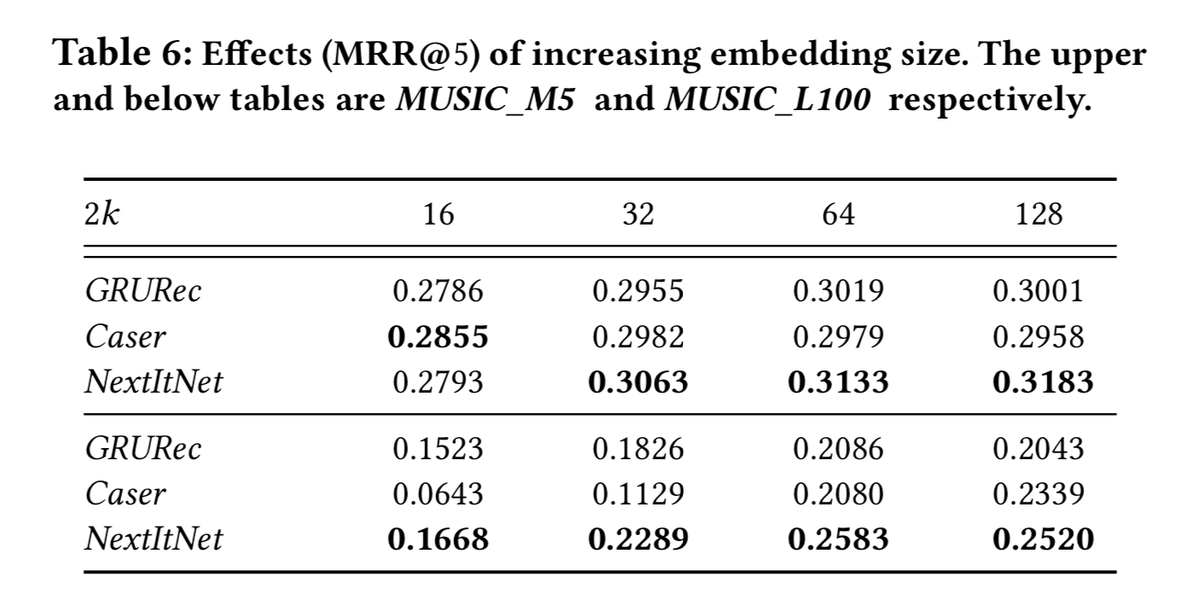 Table 6: Effects (MRR@5) of increasing embedding size. The upper
and below tables are MUSIC_M5 and MUSIC_L100 respectively.
2k 16 32 64 128
GRURec 0.2786 0.2955 0.3019 0.3001
Caser 0.2855 0.2982 0.2979 0.2958
NextItNet 0.2793 0.3063 0.3133 0.3183
GRURec 0.1523 0.1826 0.2086 0.2043
Caser 0.0643 0.1129 0.2080 0.2339
NextItNet 0.1668 0.2289 0.2583 0.2520